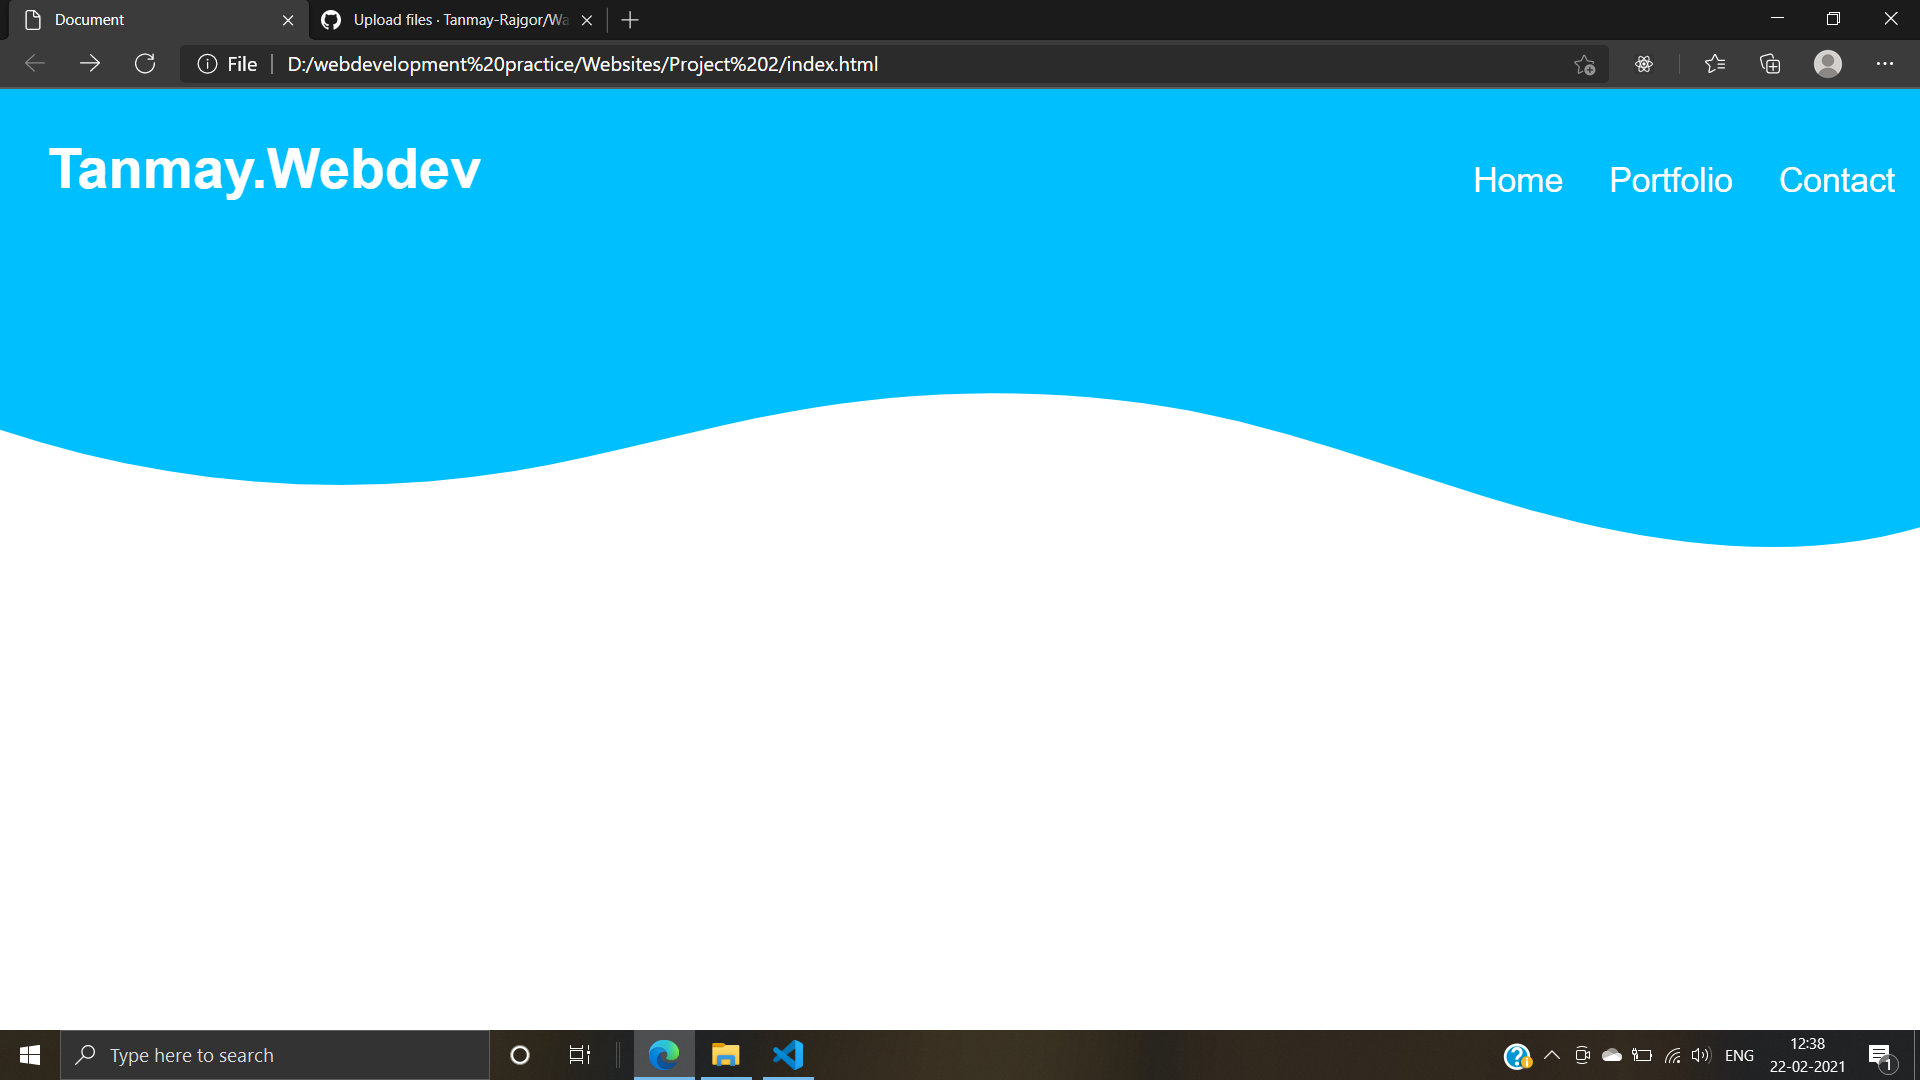 Document
Upload files · Tanmay-Rajgor/Wa
File
D:/webdevelopment%20practice/Websites/Project%202/index.html
Tanmay.Webdev
Home Portfolio Contact
Type here to search
ENG
12:38
22-02-2021
1